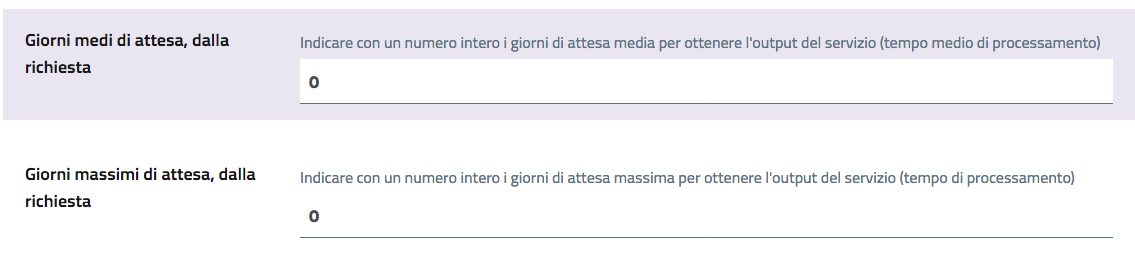 Giorni medi di attesa, dalla
richiesta
Indicare con un numero intero i giorni di attesa media per ottenere l'output del servizio (tempo medio di processamento)
0
Giorni massimi di attesa, dalla
richiesta
Indicare con un numero intero i giorni di attesa massima per ottenere l'output del servizio (tempo di processamento)
0